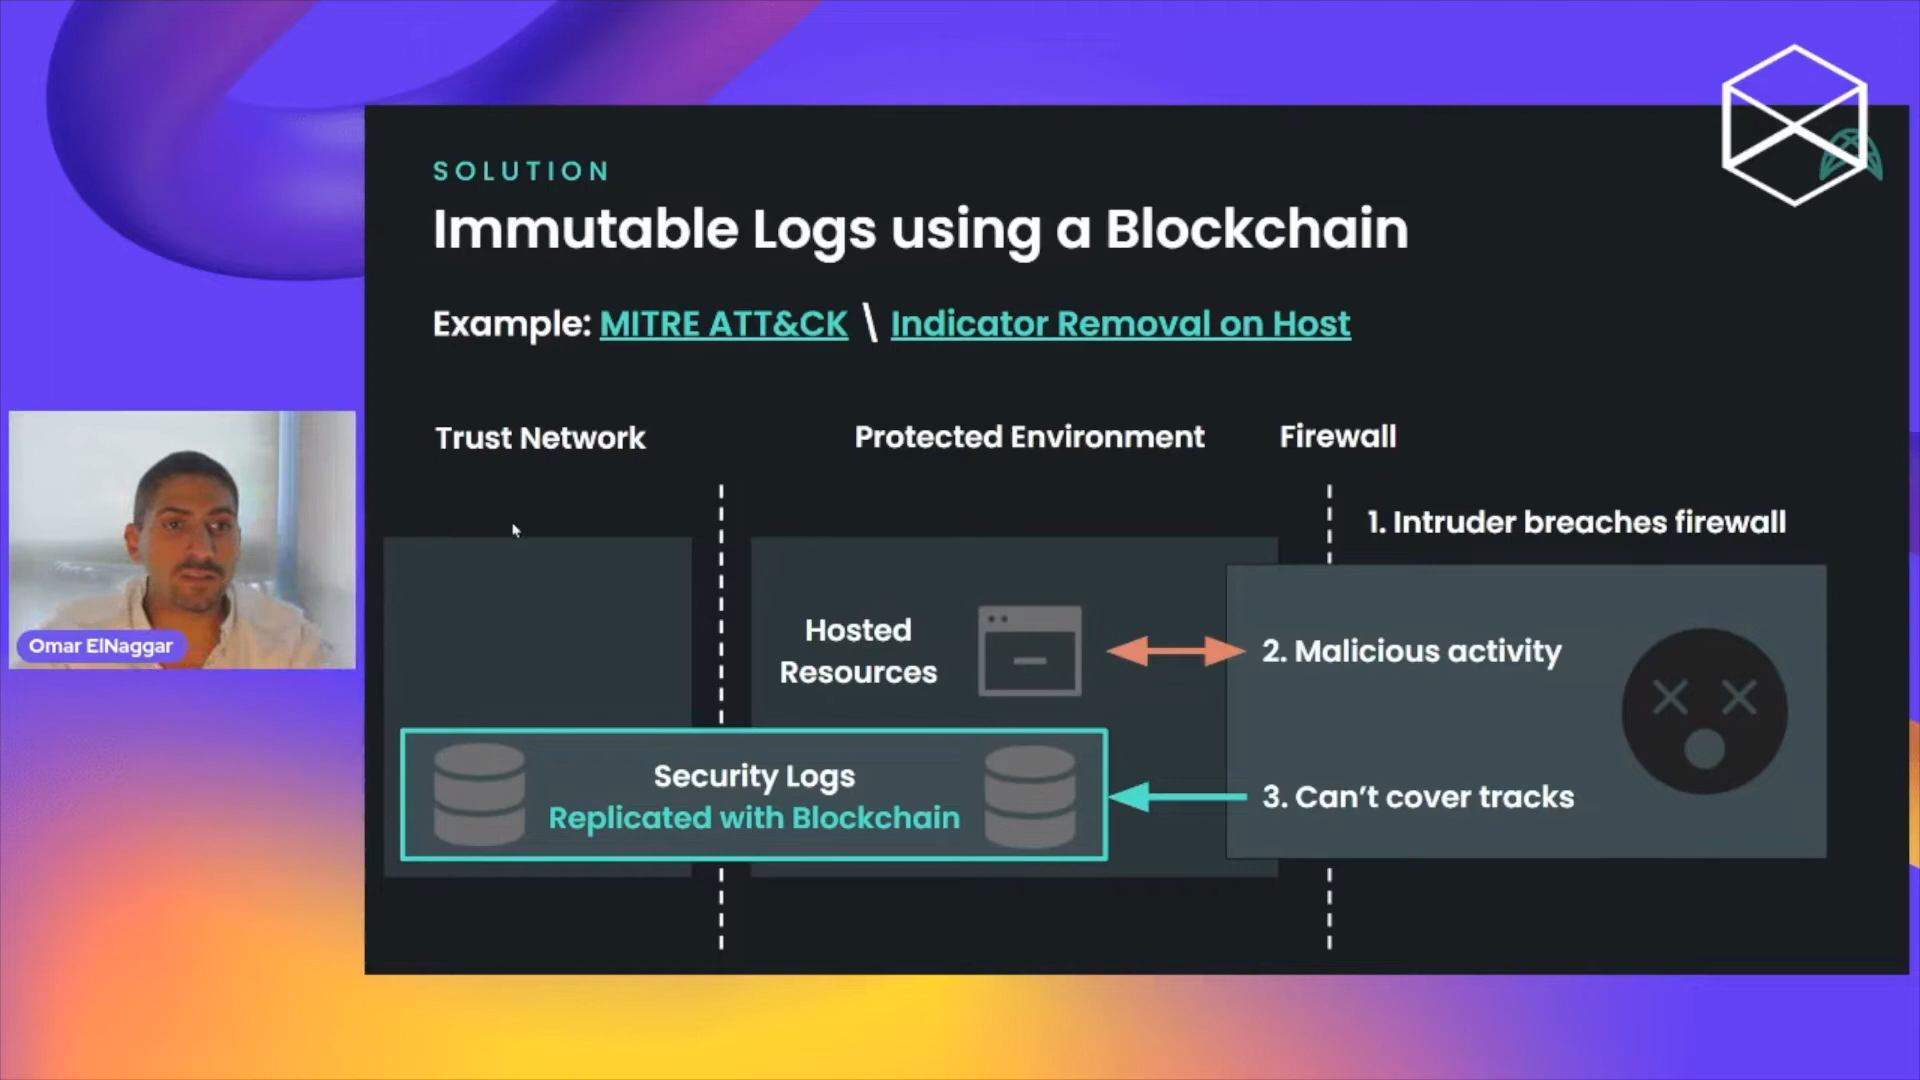 SOLUTION
Immutable Logs using a Blockchain
Example: MITRE ATT&CK \ Indicator Removal on Host
Trust Network
Protected Environment
Firewall
1. Intruder breaches firewall
Hosted
Resources
2. Malicious activity
Security Logs
Replicated with Blockchain
3. Can't cover tracks
Omar ElNaggar